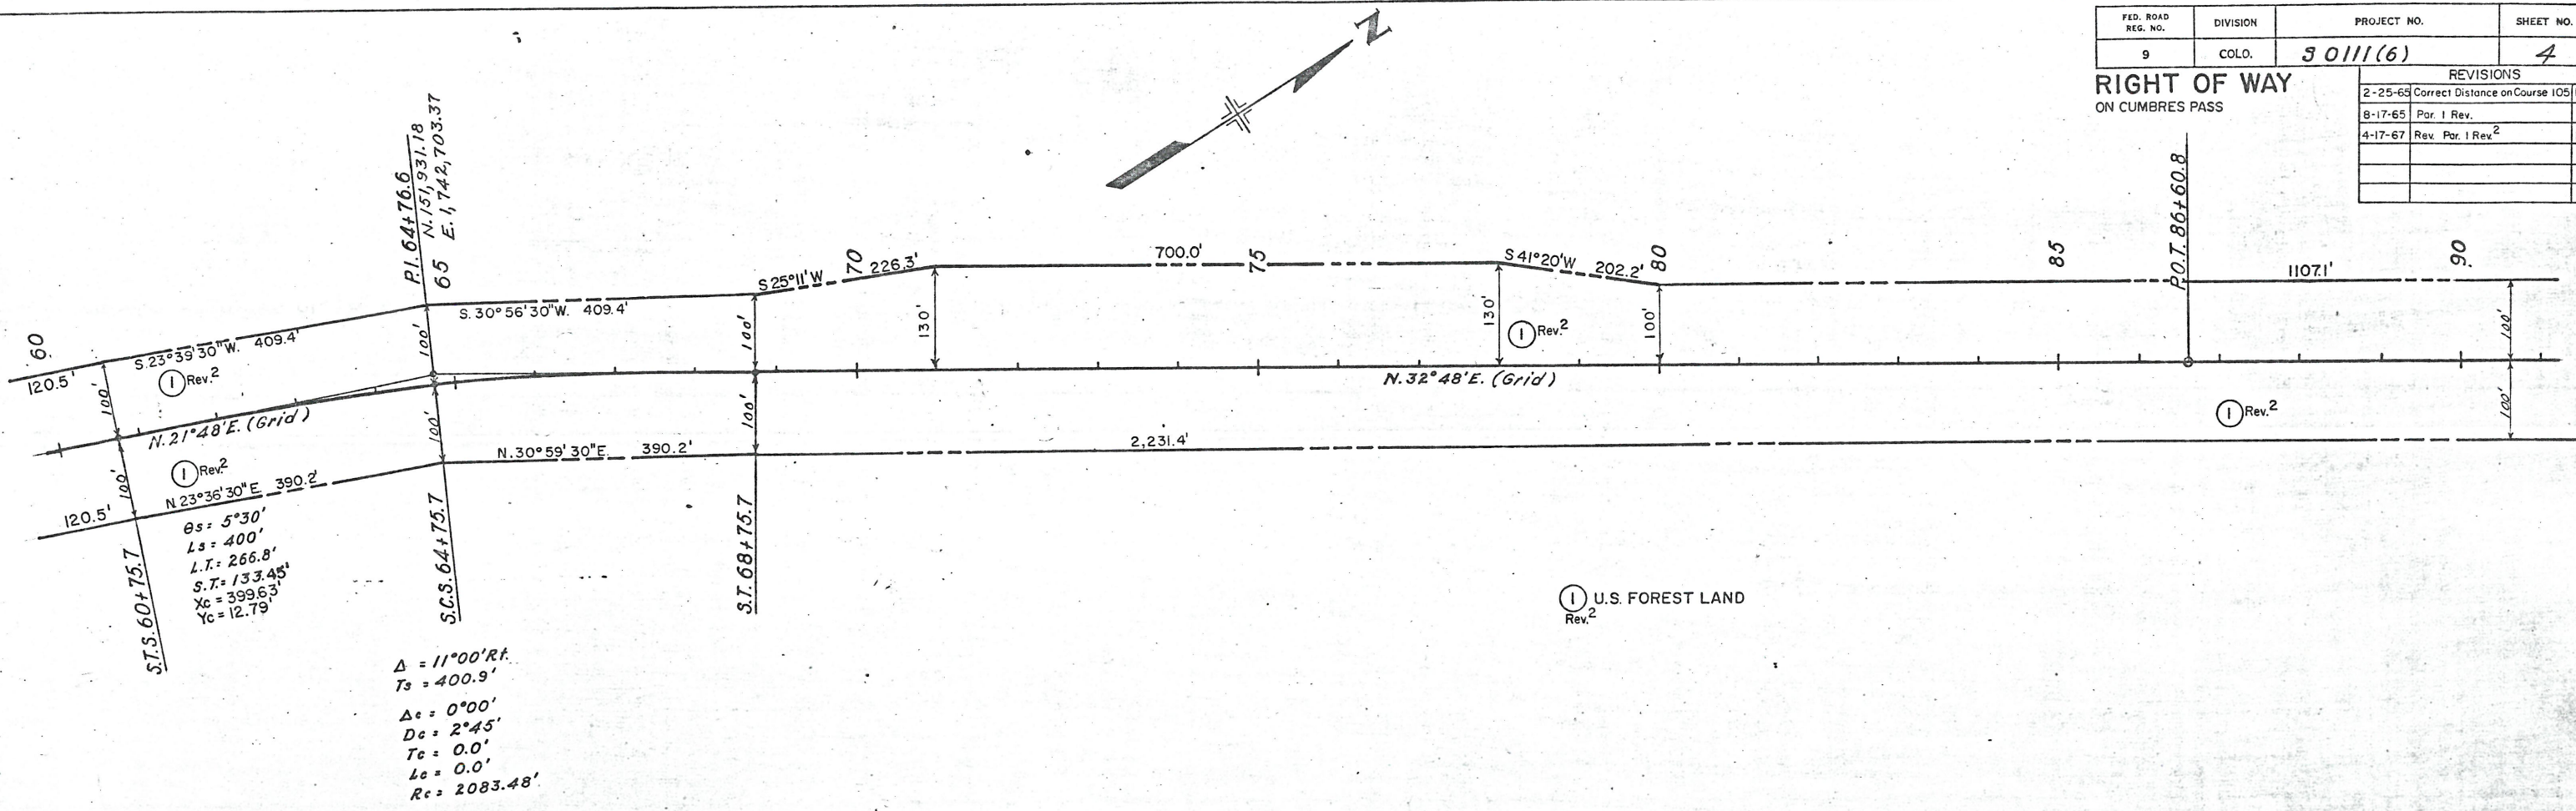 FED. ROAD REG. NO. DIVISION PROJECT NO. SHEET NO.
9 COLO. S 0111(6) 4
RIGHT OF WAY
ON CUMBRES PASS
REVISIONS
2-25-65 Correct Distance on Course 105
8-17-65 Par. 1 Rev.
4-17-67 Rev. Par. 1 Rev.2
N
P.I. 64+76.6
N. 151,931.18
E. 1,742,703.37
60
65
70
75
80
85
90
P.O.T. 86+60.8
120.5'
S. 23°39'30"W. 409.4'
S. 30°56'30"W. 409.4'
S 25°11'W 226.3'
700.0'
S 41°20'W 202.2'
1107.1'
1 Rev.2
100'
100'
100'
130'
130'
100'
100'
1 Rev.2
N. 21°48'E. (Grid)
N. 32°48'E. (Grid)
1 Rev.2
100'
100'
100'
100'
1 Rev.2
120.5'
N 23°36'30"E. 390.2'
N. 30°59'30"E. 390.2'
2,231.4'
S.T.S. 60+75.7
S.C.S. 64+75.7
S.T. 68+75.7
θs = 5°30'
Ls = 400'
L.T. = 266.8'
S.T. = 133.45'
Xc = 399.63'
Yc = 12.79'
Δ = 11°00' Rt.
Ts = 400.9'
Δc = 0°00'
Dc = 2°45'
Tc = 0.0'
Lc = 0.0'
Rc = 2083.48'
1 U.S. FOREST LAND
Rev.2